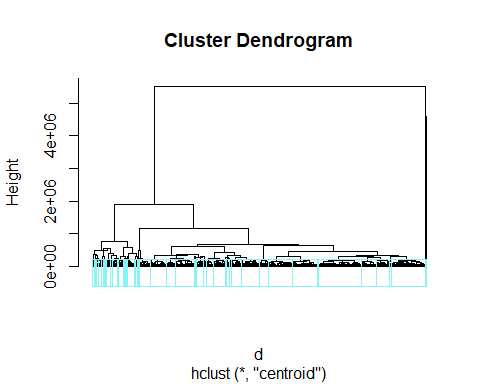 Cluster Dendrogram
Height
4e+06
2e+06
0e+00
d
hclust (*, "centroid")